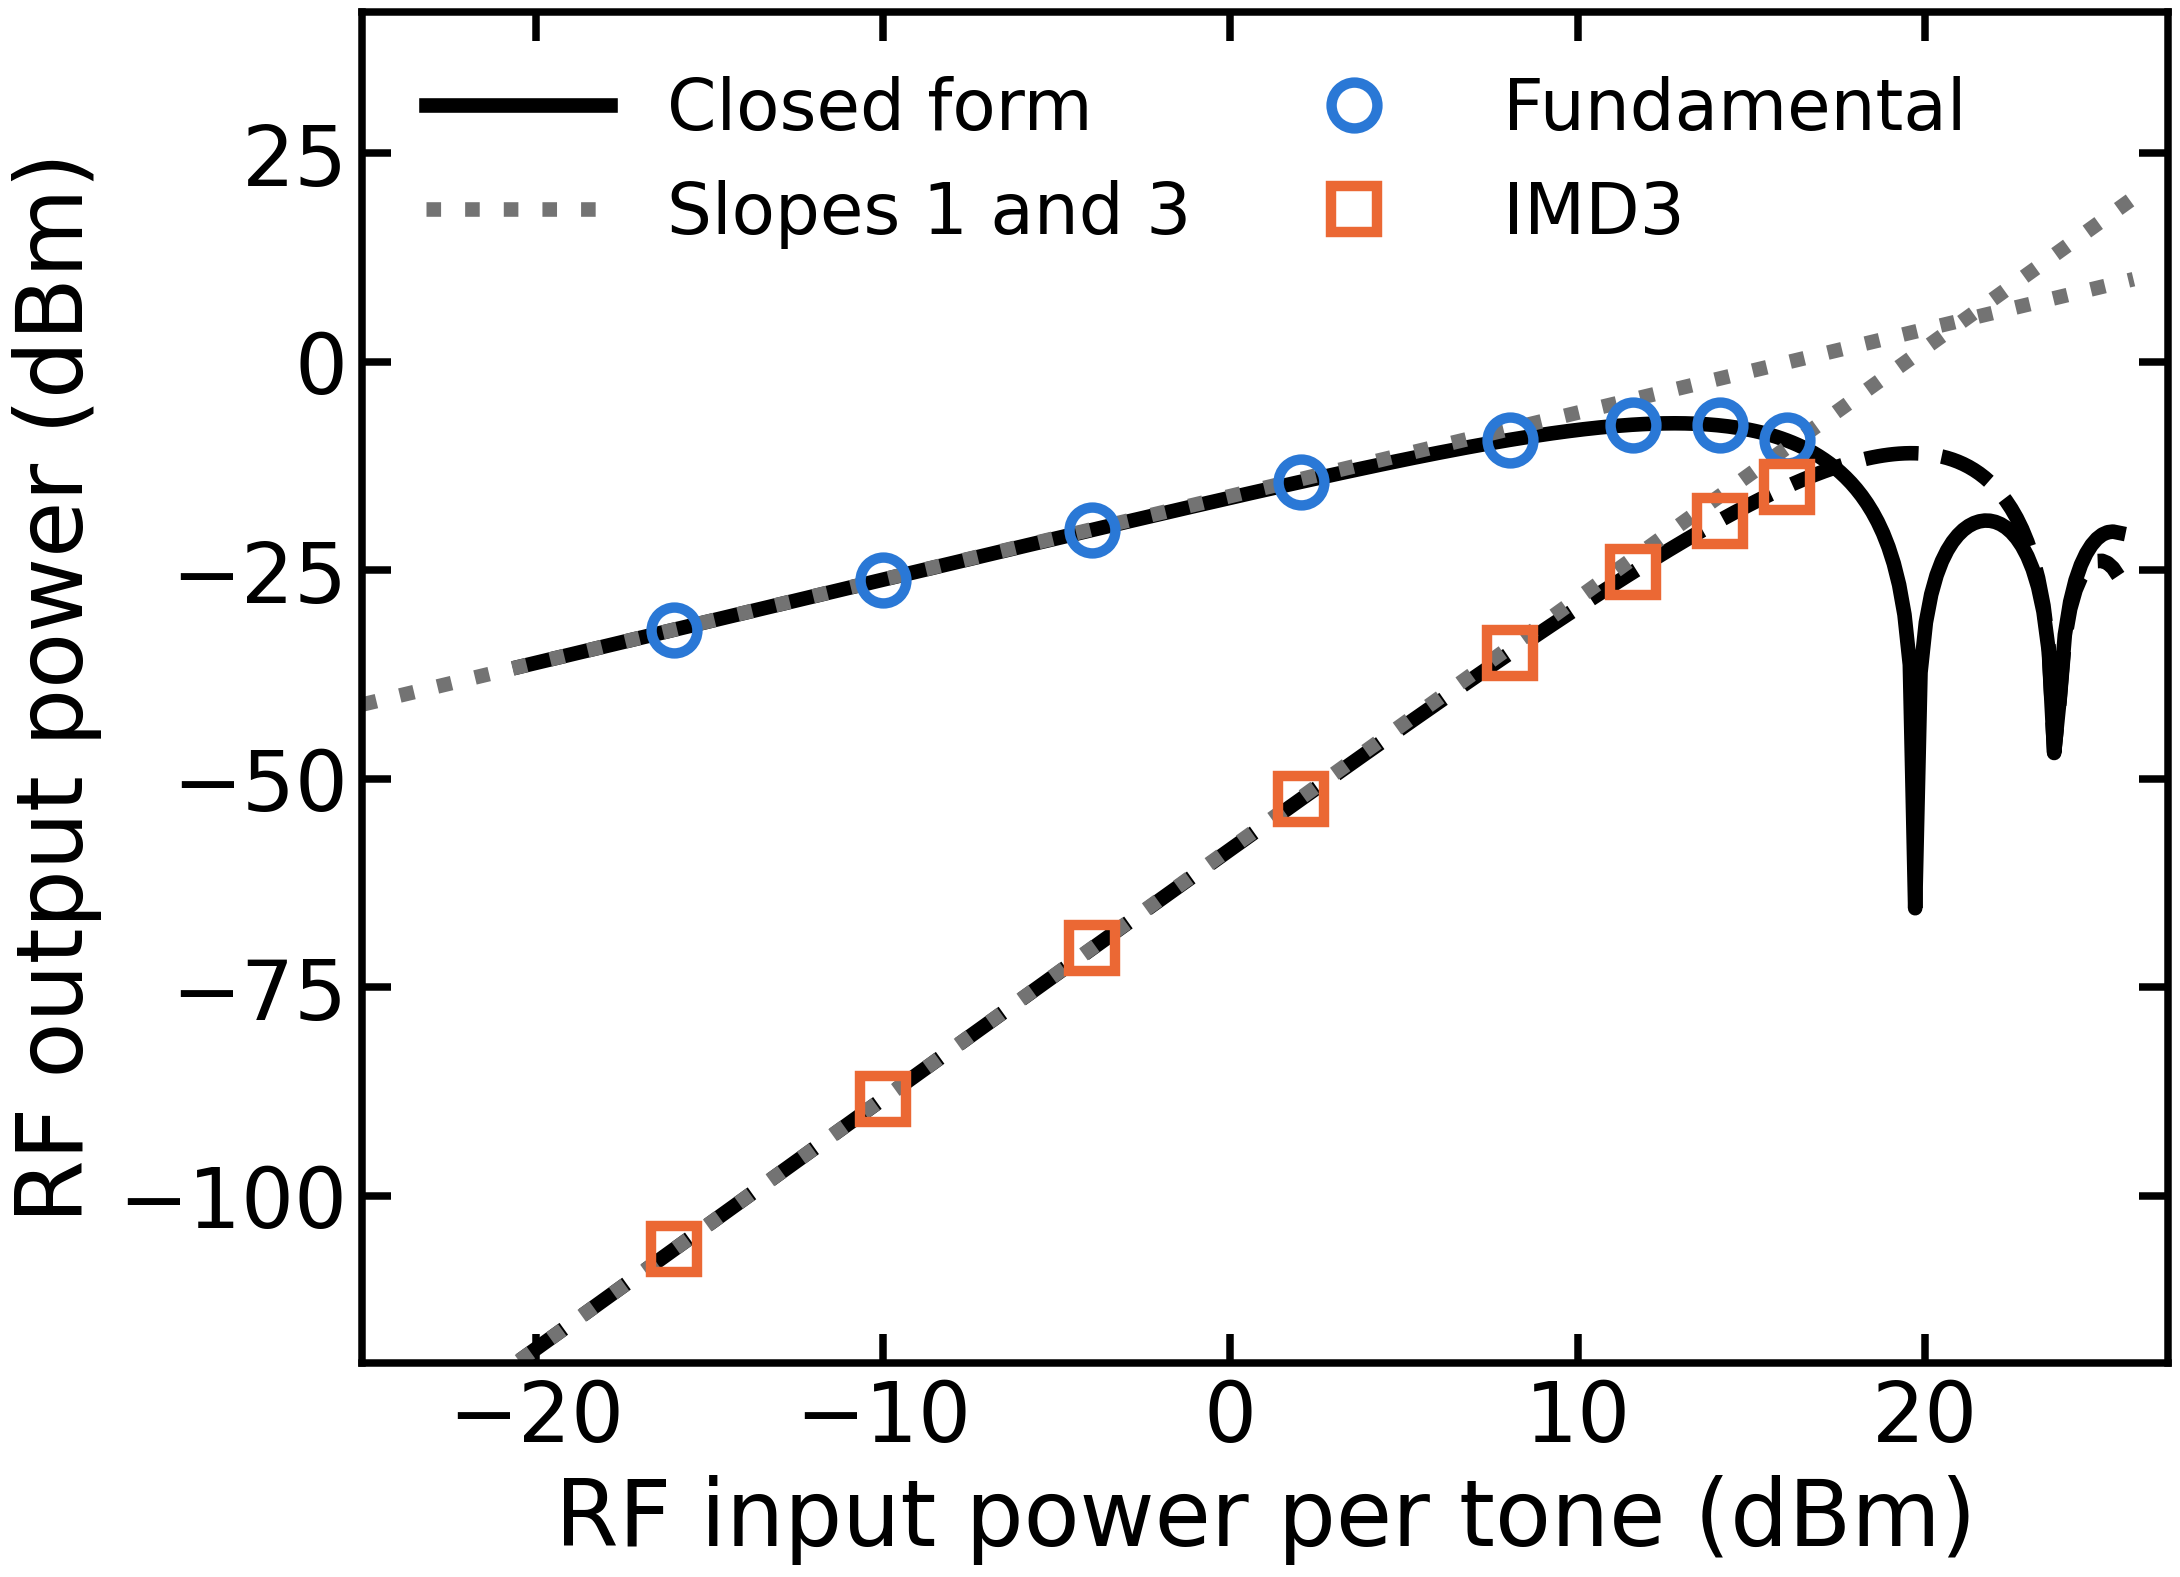 Closed form
Slopes 1 and 3
Fundamental
IMD3
RF output power (dBm)
25
0
−25
−50
−75
−100
−20 −10 0 10 20
RF input power per tone (dBm)